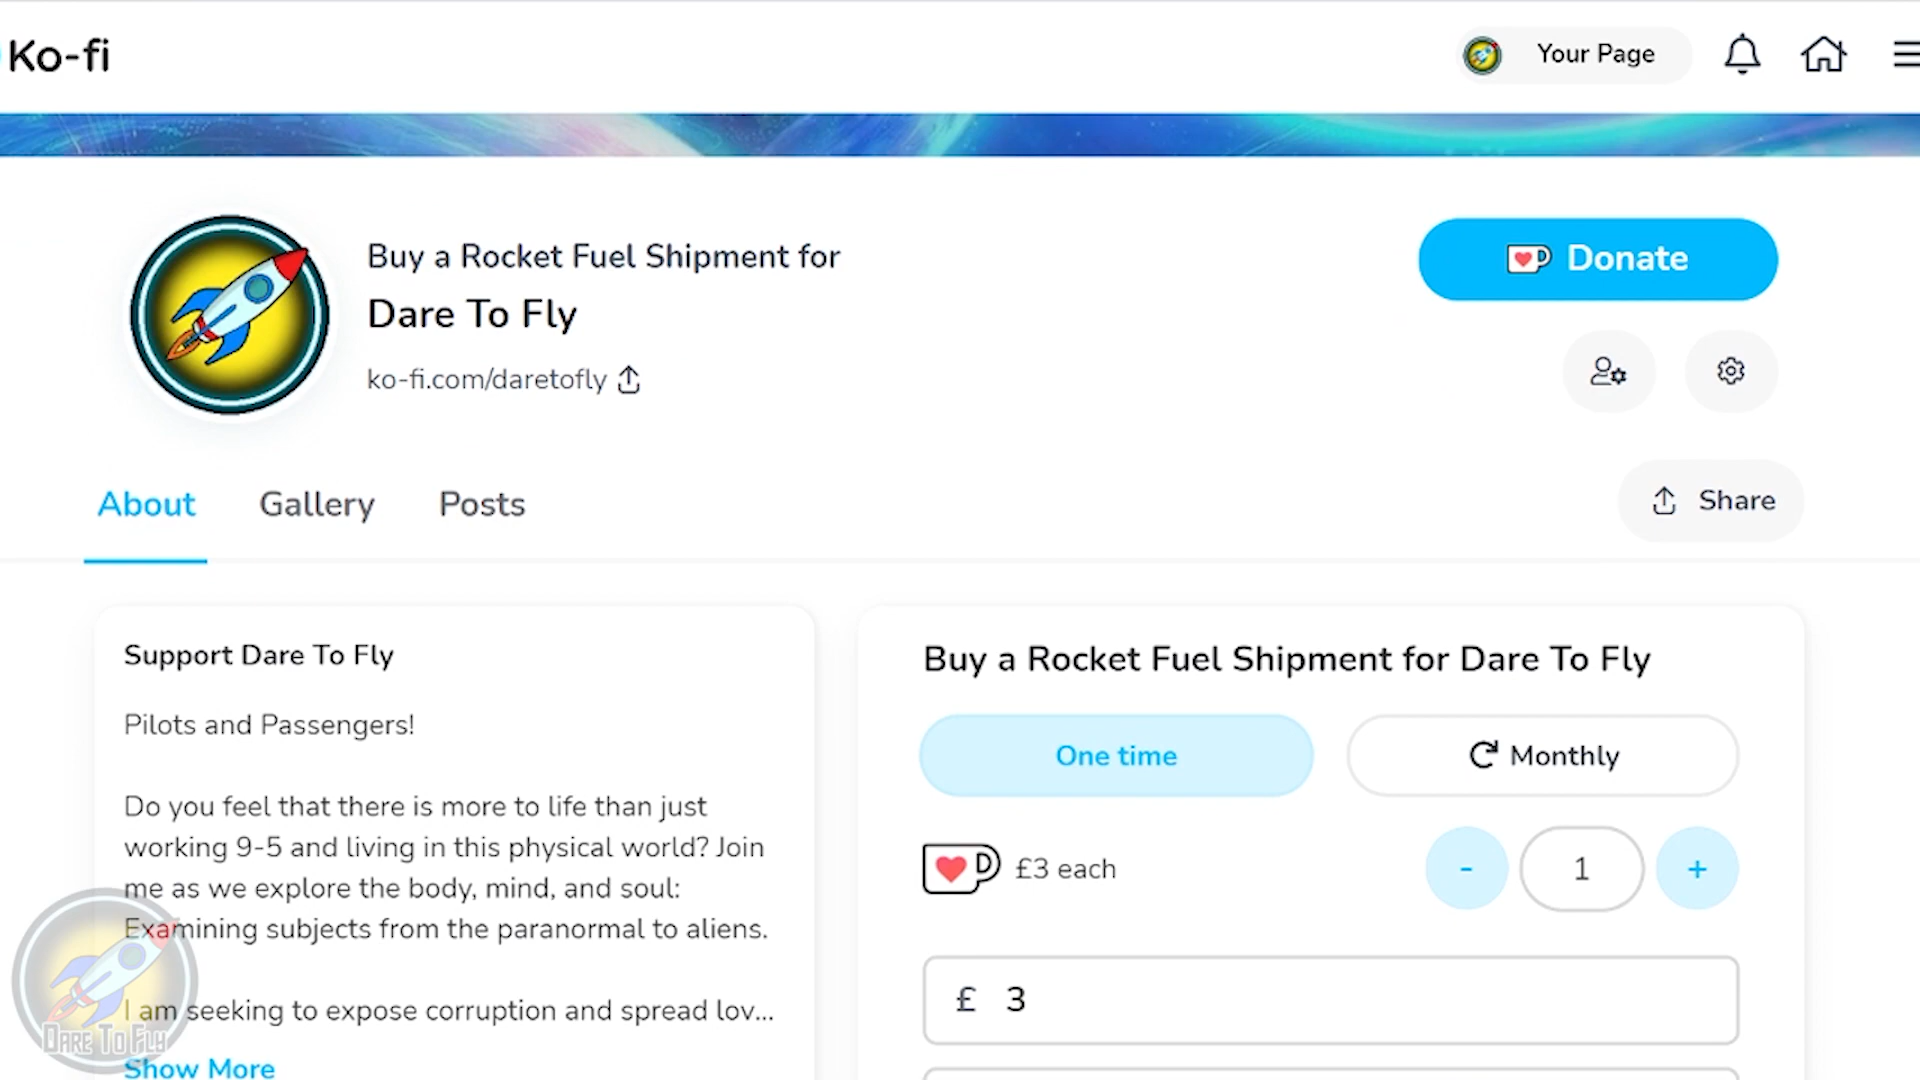 Ko-fi
Your Page
Buy a Rocket Fuel Shipment for
Dare To Fly
ko-fi.com/daretofly
Donate
About
Gallery
Posts
Share
Support Dare To Fly
Pilots and Passengers!
Do you feel that there is more to life than just
working 9-5 and living in this physical world? Join
me as we explore the body, mind, and soul:
Examining subjects from the paranormal to aliens.
I am seeking to expose corruption and spread lov...
Show More
Buy a Rocket Fuel Shipment for Dare To Fly
One time
Monthly
£3 each
-
1
+
£ 3
DARE TO FLY